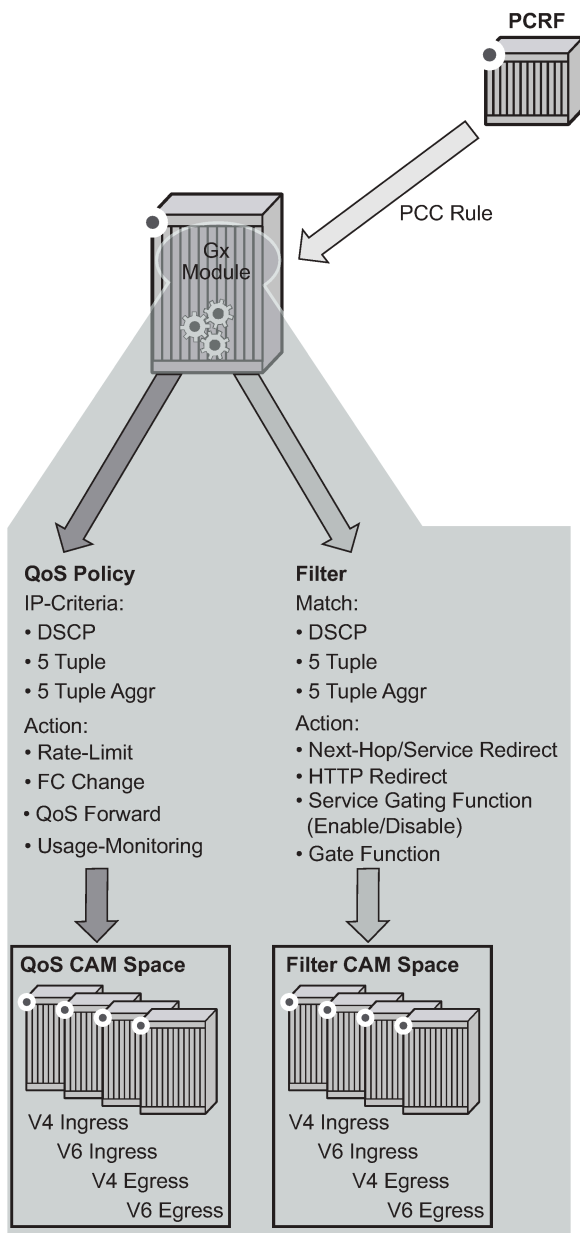 PCRF
PCC Rule
Gx
Module
QoS Policy
IP-Criteria:
• DSCP
• 5 Tuple
• 5 Tuple Aggr
Action:
• Rate-Limit
• FC Change
• QoS Forward
• Usage-Monitoring
Filter
Match:
• DSCP
• 5 Tuple
• 5 Tuple Aggr
Action:
• Next-Hop/Service Redirect
• HTTP Redirect
• Service Gating Function
(Enable/Disable)
• Gate Function
QoS CAM Space
V4 Ingress
V6 Ingress
V4 Egress
V6 Egress
Filter CAM Space
V4 Ingress
V6 Ingress
V4 Egress
V6 Egress